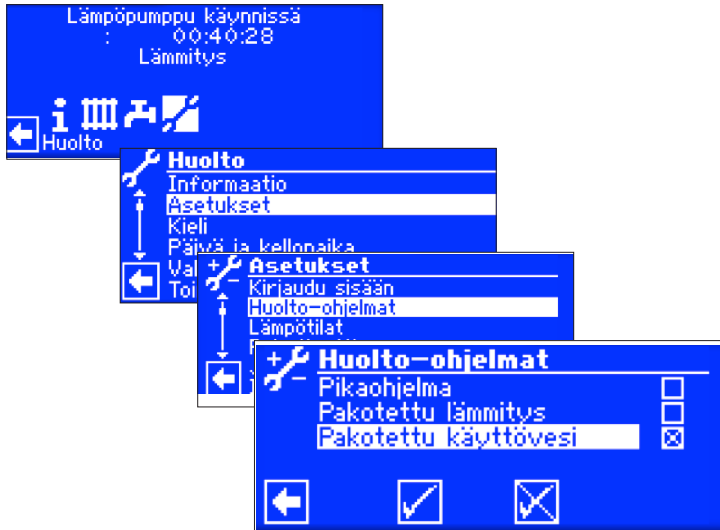 Lämpöpumppu käynnissä
: 00:40:28
Lämmitys
Huolto
Huolto
Informaatio
Asetukset
Kieli
Päivä ja kellonaika
Asetukset
Kirjaudu sisään
Huolto-ohjelmat
Lämpötilat
Huolto-ohjelmat
Pikaohjelma
Pakotettu lämmitys
Pakotettu käyttövesi